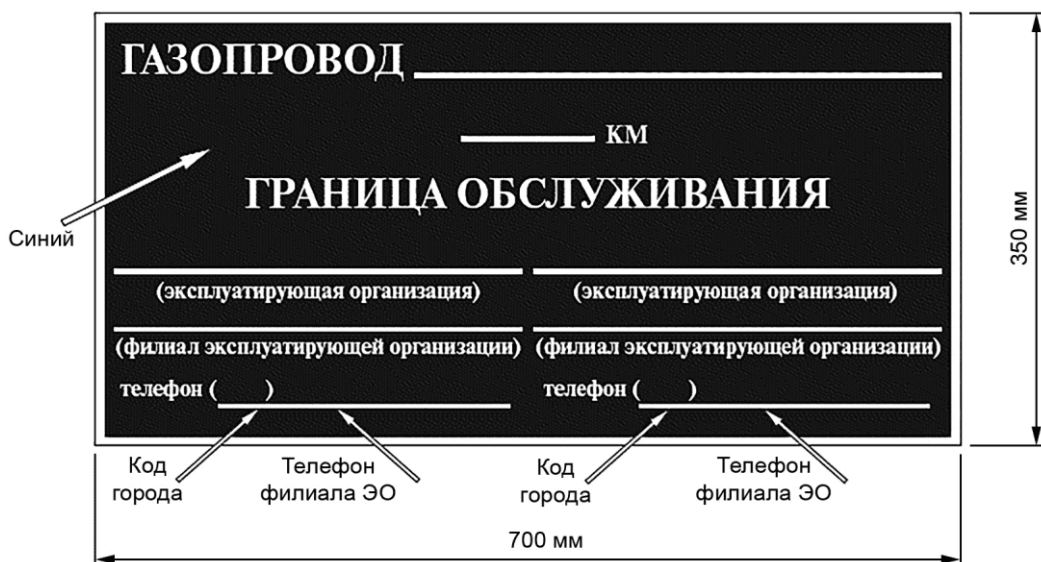 ГАЗОПРОВОД
КМ
ГРАНИЦА ОБСЛУЖИВАНИЯ
Синий
350 мм
(эксплуатирующая организация) (эксплуатирующая организация)
(филиал эксплуатирующей организации) (филиал эксплуатирующей организации)
телефон ( ) телефон ( )
Код города
Телефон филиала ЭО
Код города
Телефон филиала ЭО
700 мм